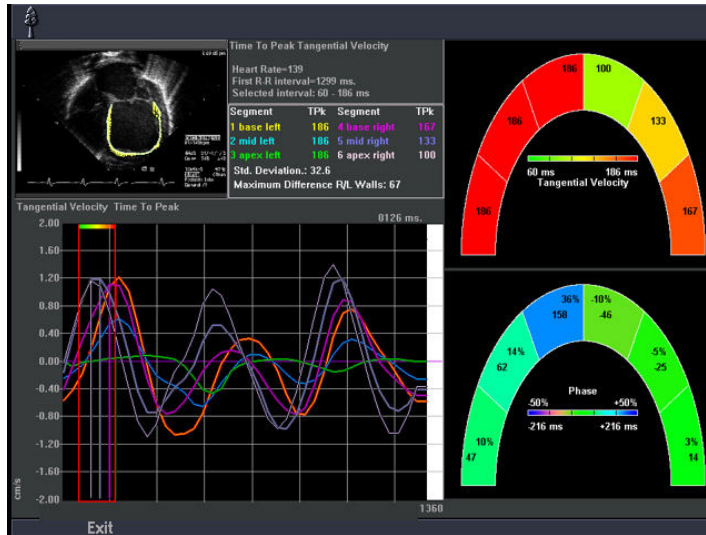 Time To Peak Tangential Velocity
Heart Rate=139
First R-R interval=1299 ms.
Selected interval: 60 - 186 ms
Segment TPk Segment TPk
1 base left 186 4 base right 167
2 mid left 186 5 mid right 133
3 apex left 186 6 apex right 100
Std. Deviation.: 32.6
Maximum Difference R/L Walls: 67
186 100
186 133
60 ms 186 ms
Tangential Velocity
186 167
Tangential Velocity Time To Peak
0126 ms.
2.00
1.60
1.20
0.80
0.40
0.00
-0.40
-0.80
-1.20
-1.60
-2.00
cm/s
1360
36% -10%
158 -46
14% -5%
62 -25
Phase
-50% +50%
-216 ms +216 ms
10% 3%
47 14
Exit